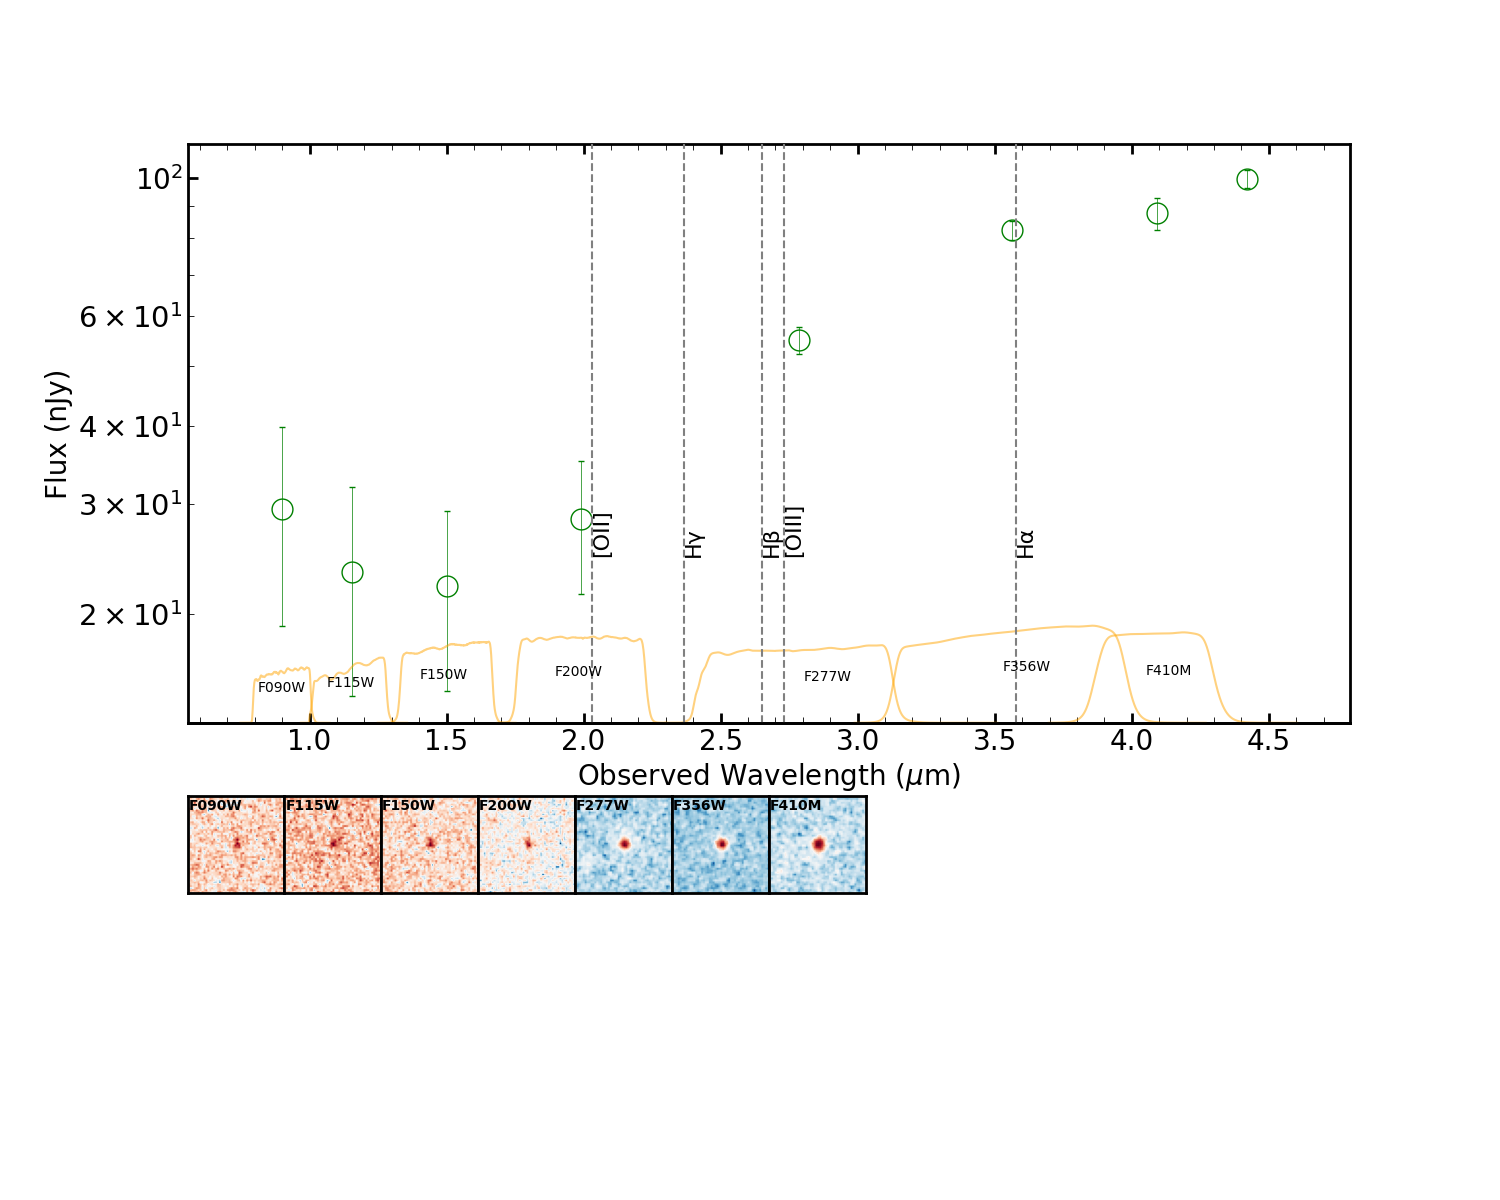 10²
6 × 10¹
4 × 10¹
3 × 10¹
2 × 10¹
Flux (nJy)
[OII]
Hγ
Hβ
[OIII]
Hα
F090W
F115W
F150W
F200W
F277W
F356W
F410M
1.0 1.5 2.0 2.5 3.0 3.5 4.0 4.5
Observed Wavelength (μm)
F090W F115W F150W F200W F277W F356W F410M